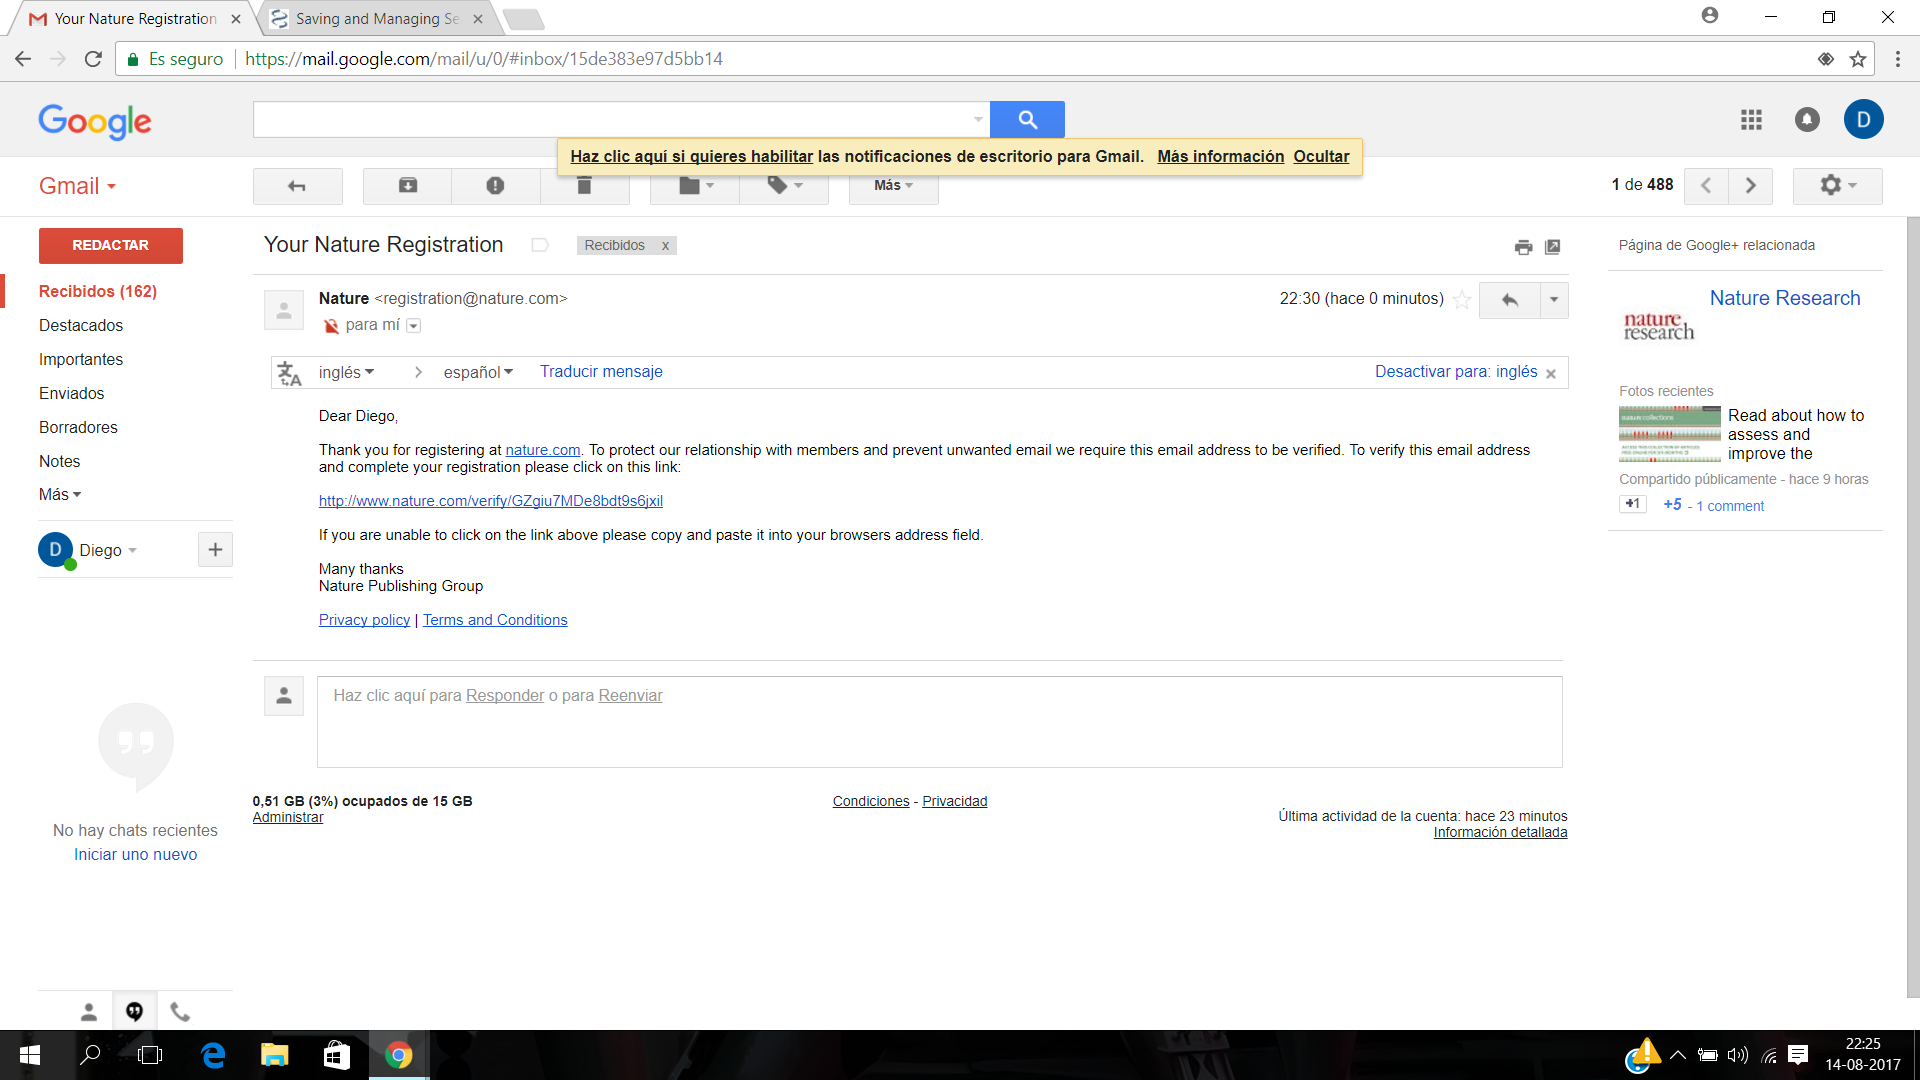 Your Nature Registration
Saving and Managing Se
Es seguro
https://mail.google.com/mail/u/0/#inbox/15de383e97d5bb14
Google
D
Haz clic aquí si quieres habilitar las notificaciones de escritorio para Gmail. Más información Ocultar
Gmail
Más
1 de 488
REDACTAR
Recibidos (162)
Destacados
Importantes
Enviados
Borradores
Notes
Más
D
Diego
+
No hay chats recientes
Iniciar uno nuevo
Your Nature Registration
Recibidos x
Nature <registration@nature.com>
22:30 (hace 0 minutos)
para mí
inglés
español
Traducir mensaje
Desactivar para: inglés
Dear Diego,
Thank you for registering at nature.com. To protect our relationship with members and prevent unwanted email we require this email address to be verified. To verify this email address
and complete your registration please click on this link:
http://www.nature.com/verify/GZgiu7MDe8bdt9s6jxil
If you are unable to click on the link above please copy and paste it into your browsers address field.
Many thanks
Nature Publishing Group
Privacy policy | Terms and Conditions
Haz clic aquí para Responder o para Reenviar
0,51 GB (3%) ocupados de 15 GB
Administrar
Condiciones - Privacidad
Última actividad de la cuenta: hace 23 minutos
Información detallada
Página de Google+ relacionada
nature
research
Nature Research
Fotos recientes
Read about how to
assess and
improve the
Compartido públicamente - hace 9 horas
+1
+5 - 1 comment
22:25
14-08-2017